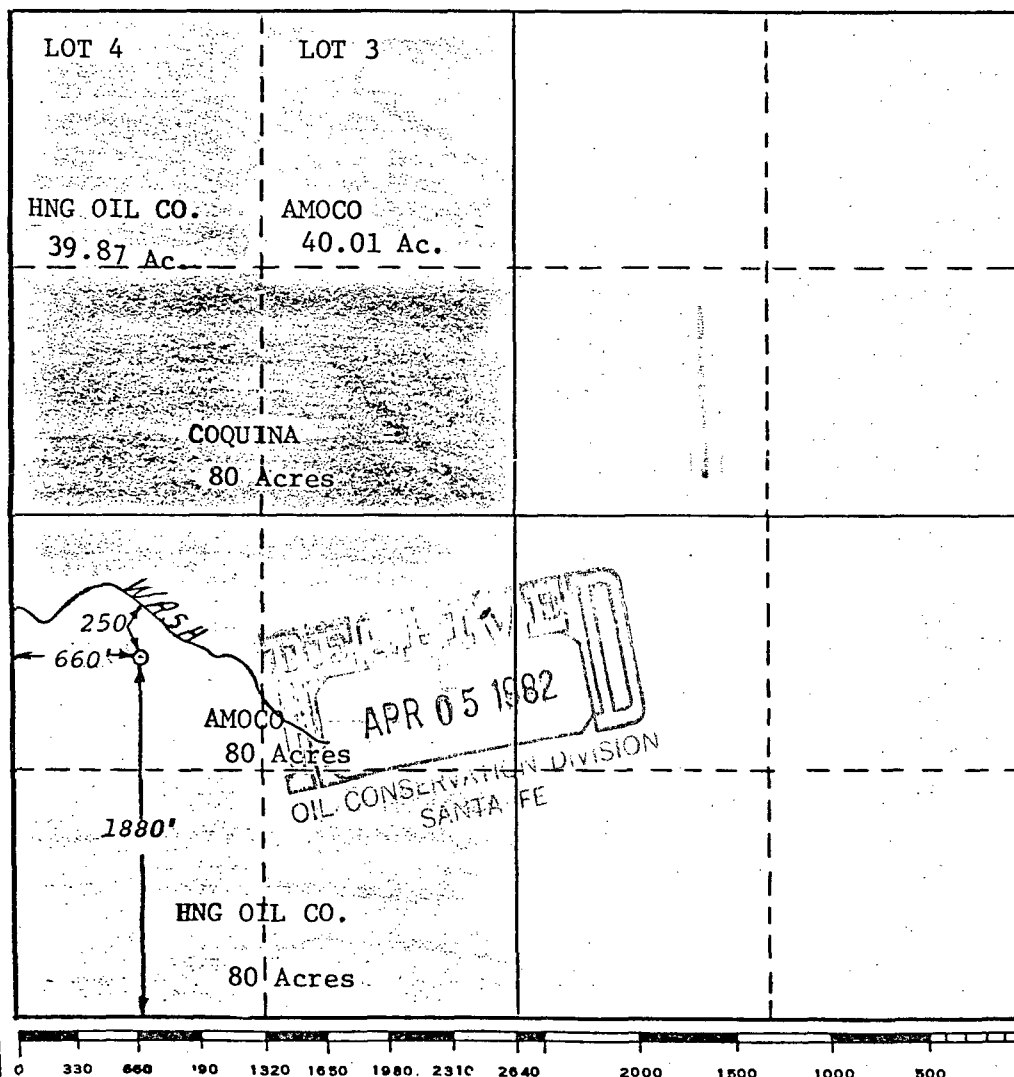 LOT 4 LOT 3
HNG OIL CO. AMOCO
39.87 Ac. 40.01 Ac.
COQUINA
80 Acres
WASH
250
660'
AMOCO
80 Acres
APR 05 1982
OIL CONSERVATION DIVISION
SANTA FE
1880'
HNG OIL CO.
80 Acres
0 330 660 190 1320 1650 1980. 2310 2640 2000 1500 1000 500